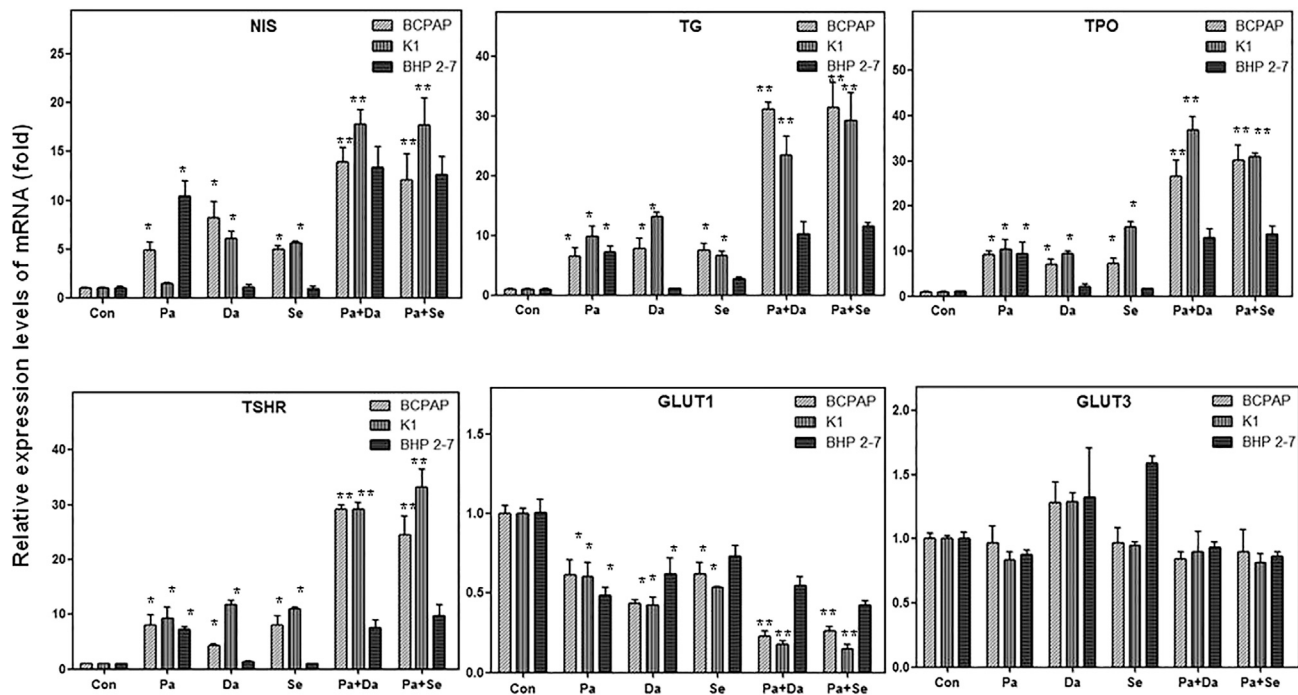 Relative expression levels of mRNA (fold)
NIS
BCPAP
K1
BHP 2-7
25
20
15
10
5
0
* * * * * * ** ** ** **
Con Pa Da Se Pa+Da Pa+Se
TG
BCPAP
K1
BHP 2-7
40
30
20
10
0
* * * * * * * ** ** ** **
Con Pa Da Se Pa+Da Pa+Se
TPO
BCPAP
K1
BHP 2-7
50
40
30
20
10
0
* * * * * * * ** ** ** **
Con Pa Da Se Pa+Da Pa+Se
TSHR
BCPAP
K1
BHP 2-7
40
30
20
10
0
* * * * * * * ** ** ** **
Con Pa Da Se Pa+Da Pa+Se
GLUT1
BCPAP
K1
BHP 2-7
1.5
1.0
0.5
0.0
* * * * * * * * ** ** ** **
Con Pa Da Se Pa+Da Pa+Se
GLUT3
BCPAP
K1
BHP 2-7
2.0
1.5
1.0
0.5
0.0
Con Pa Da Se Pa+Da Pa+Se